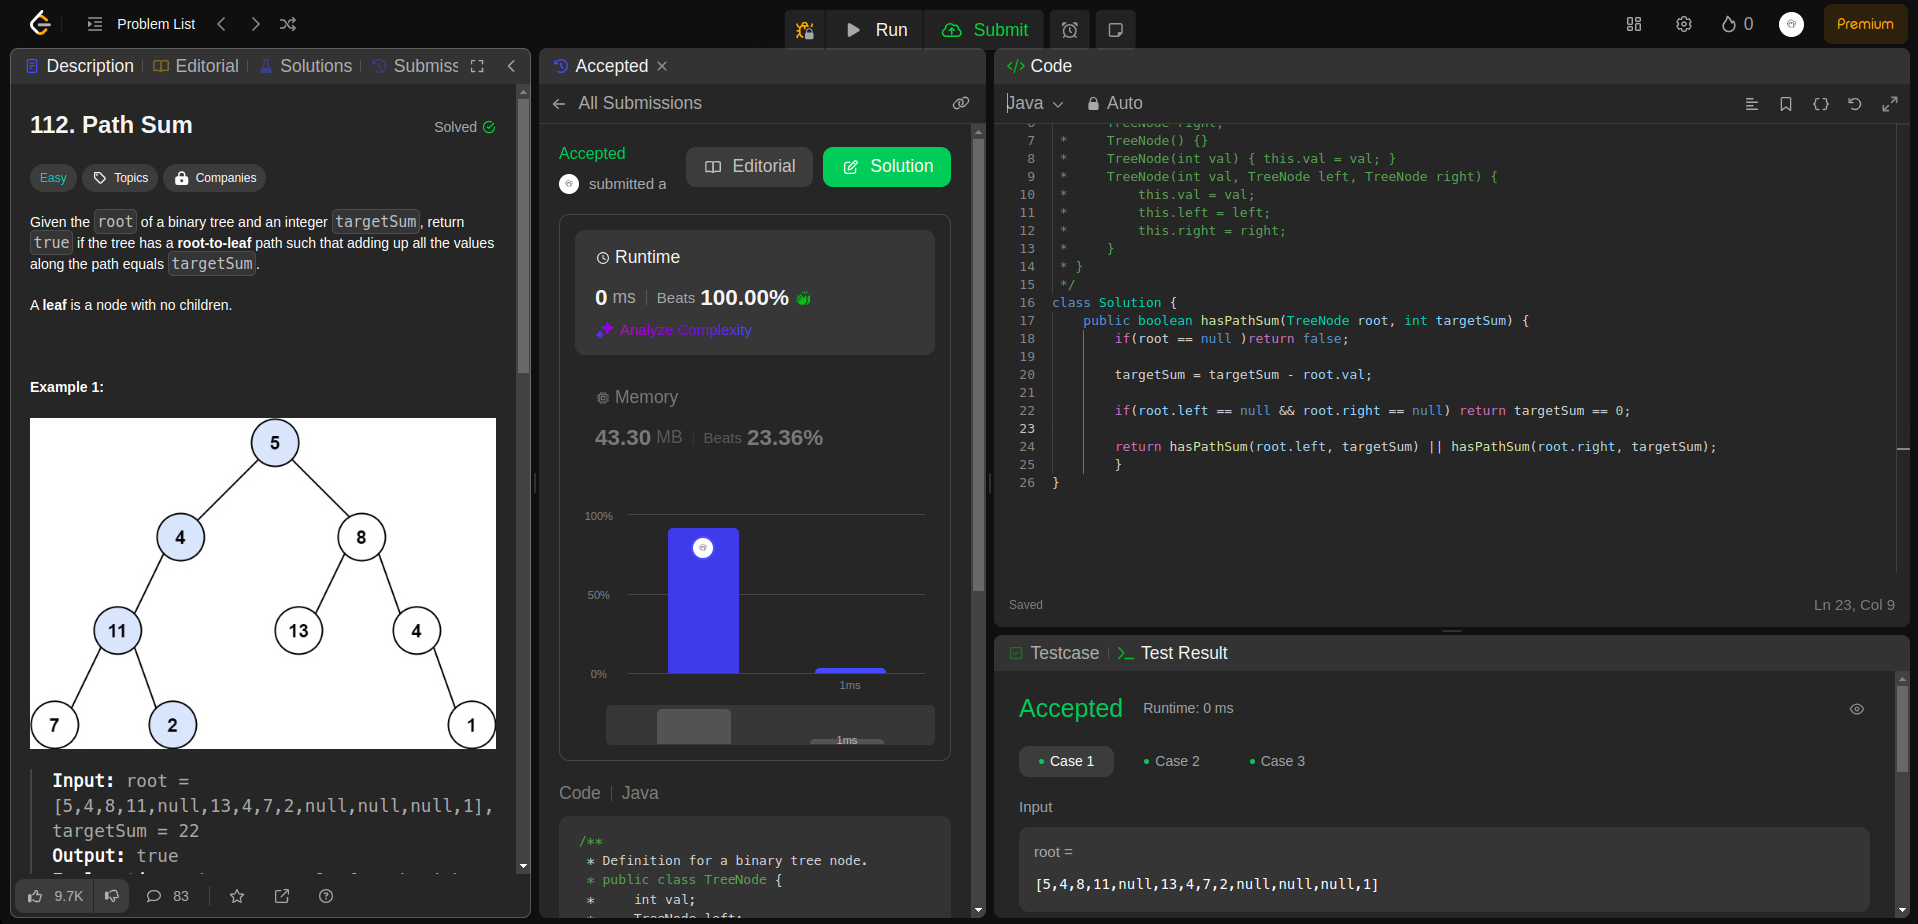 Problem List
Run
Submit
0
Premium
Description
Editorial
Solutions
Submiss
112. Path Sum
Solved
Easy
Topics
Companies
Given the root of a binary tree and an integer targetSum, return
true if the tree has a root-to-leaf path such that adding up all the values
along the path equals targetSum.
A leaf is a node with no children.
Example 1:
5
4
8
11
13
4
7
2
1
Input: root =
[5,4,8,11,null,13,4,7,2,null,null,null,1],
targetSum = 22
Output: true
9.7K
83
Accepted
All Submissions
Accepted
submitted a
Editorial
Solution
Runtime
0 ms
Beats 100.00%
Analyze Complexity
Memory
43.30 MB
Beats 23.36%
100%
50%
0%
1ms
1ms
Code
Java
/**
* Definition for a binary tree node.
* public class TreeNode {
* int val;
* TreeNode left;
</> Code
Java
Auto
6 TreeNode right;
7 * TreeNode() {}
8 * TreeNode(int val) { this.val = val; }
9 * TreeNode(int val, TreeNode left, TreeNode right) {
10 * this.val = val;
11 * this.left = left;
12 * this.right = right;
13 * }
14 * }
15 */
16 class Solution {
17 public boolean hasPathSum(TreeNode root, int targetSum) {
18 if(root == null )return false;
19
20 targetSum = targetSum - root.val;
21
22 if(root.left == null && root.right == null) return targetSum == 0;
23
24 return hasPathSum(root.left, targetSum) || hasPathSum(root.right, targetSum);
25 }
26 }
Saved
Ln 23, Col 9
Testcase
Test Result
Accepted
Runtime: 0 ms
Case 1
Case 2
Case 3
Input
root =
[5,4,8,11,null,13,4,7,2,null,null,null,1]